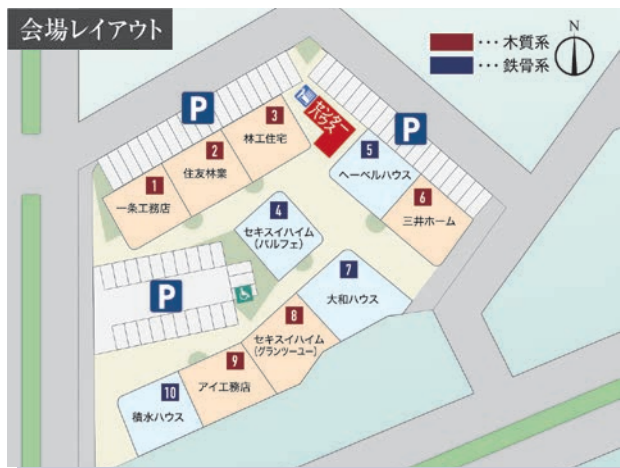 会場レイアウト
･･･木質系
･･･鉄骨系
N
P
3
林工住宅
センター
ハウス
P
2
住友林業
5
ヘーベルハウス
1
一条工務店
6
三井ホーム
4
セキスイハイム
(パルフェ)
7
大和ハウス
P
8
セキスイハイム
(グランツーユー)
9
アイ工務店
10
積水ハウス